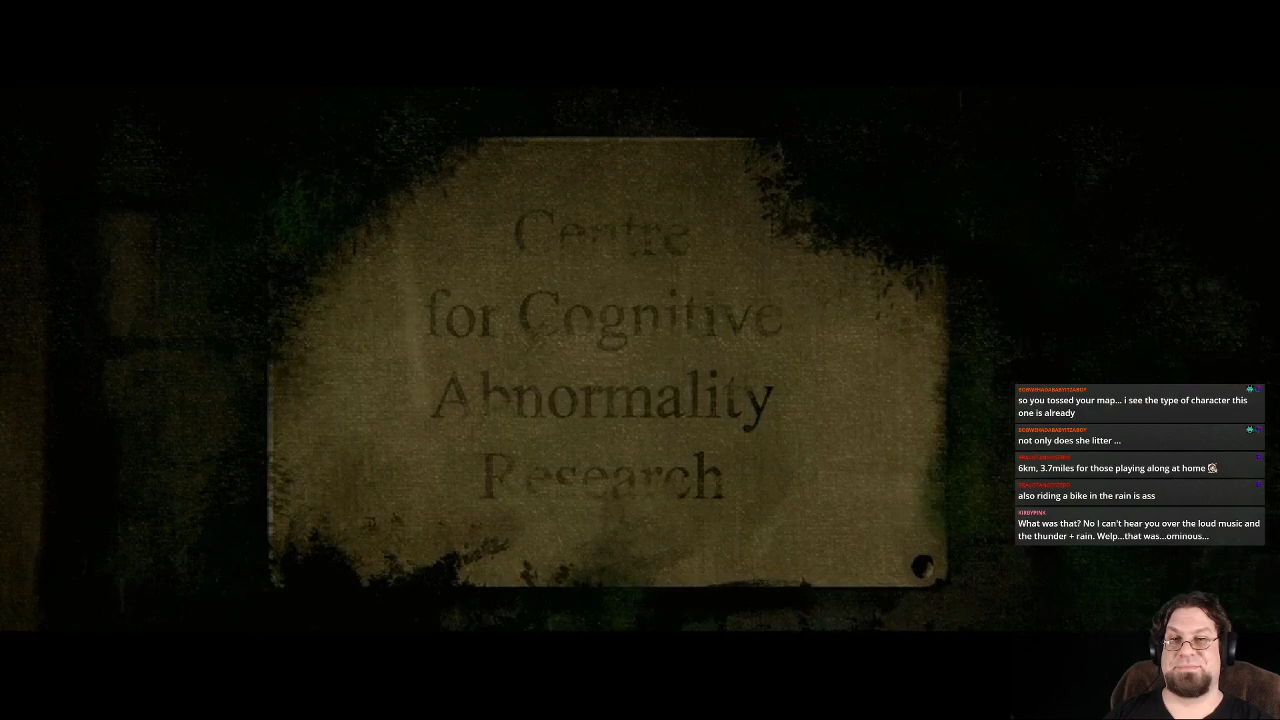 Centre
for Cognitive
Abnormality
Research
so you tossed your map... i see the type of character this
one is already
not only does she litter ...
6km, 3.7miles for those playing along at home
also riding a bike in the rain is ass
KIRBYPINK
What was that? No I can't hear you over the loud music and
the thunder + rain. Welp...that was...ominous...